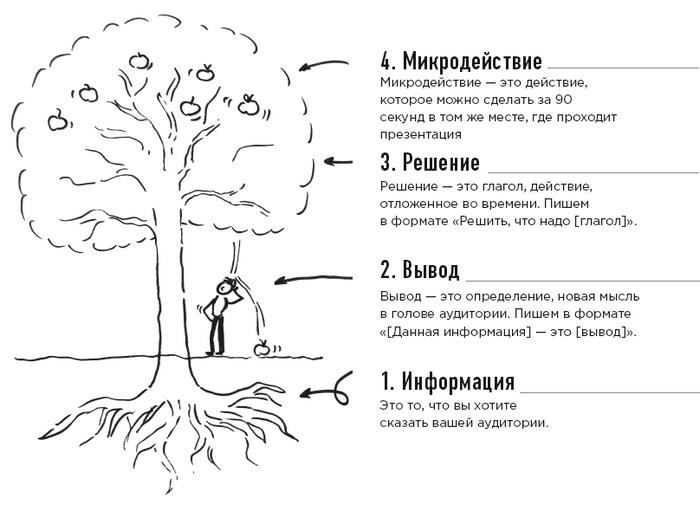 4. Микродействие
Микродействие — это действие,
которое можно сделать за 90
секунд в том же месте, где проходит
презентация
3. Решение
Решение — это глагол, действие,
отложенное во времени. Пишем
в формате «Решить, что надо [глагол]».
2. Вывод
Вывод — это определение, новая мысль
в голове аудитории. Пишем в формате
«[Данная информация] — это [вывод]».
1. Информация
Это то, что вы хотите
сказать вашей аудитории.